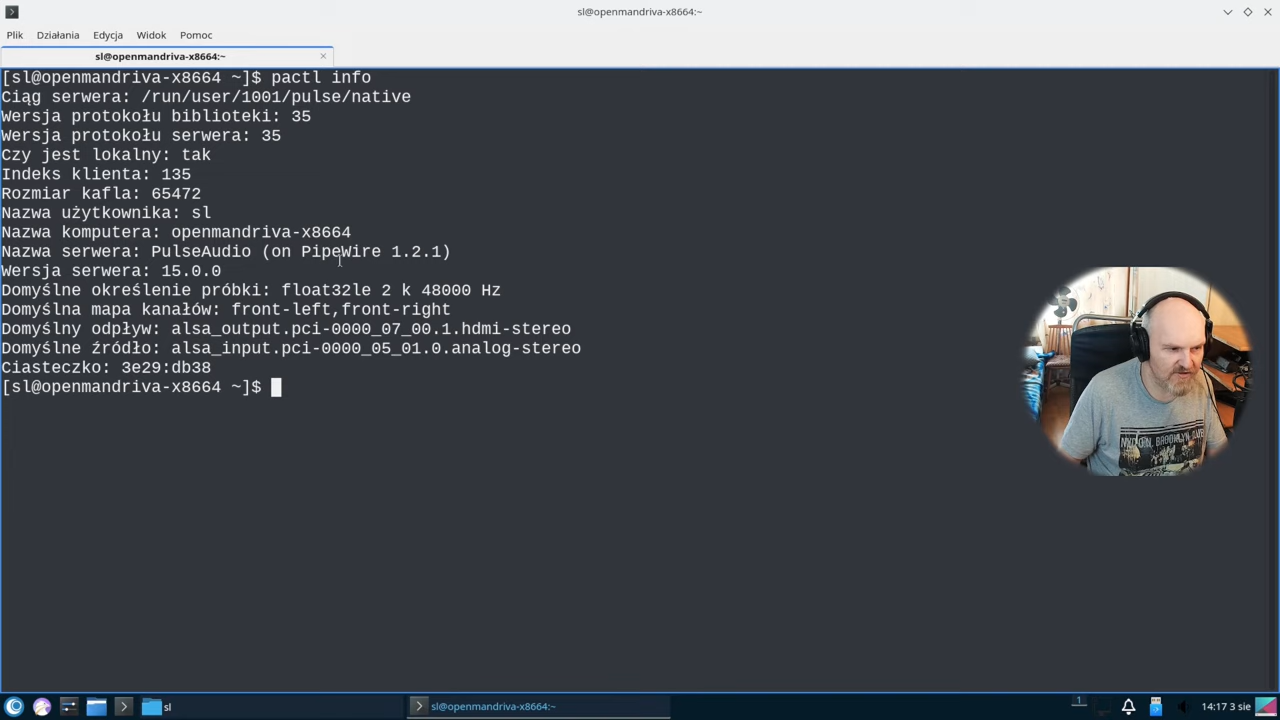 sl@openmandriva-x8664:~
Plik Działania Edycja Widok Pomoc
sl@openmandriva-x8664:~
[sl@openmandriva-x8664 ~]$ pactl info
Ciąg serwera: /run/user/1001/pulse/native
Wersja protokołu biblioteki: 35
Wersja protokołu serwera: 35
Czy jest lokalny: tak
Indeks klienta: 135
Rozmiar kafla: 65472
Nazwa użytkownika: sl
Nazwa komputera: openmandriva-x8664
Nazwa serwera: PulseAudio (on PipeWire 1.2.1)
Wersja serwera: 15.0.0
Domyślne określenie próbki: float32le 2 k 48000 Hz
Domyślna mapa kanałów: front-left,front-right
Domyślny odpływ: alsa_output.pci-0000_07_00.1.hdmi-stereo
Domyślne źródło: alsa_input.pci-0000_05_01.0.analog-stereo
Ciasteczko: 3e29:db38
[sl@openmandriva-x8664 ~]$
sl
sl@openmandriva-x8664:~
1
14:17 3 sie